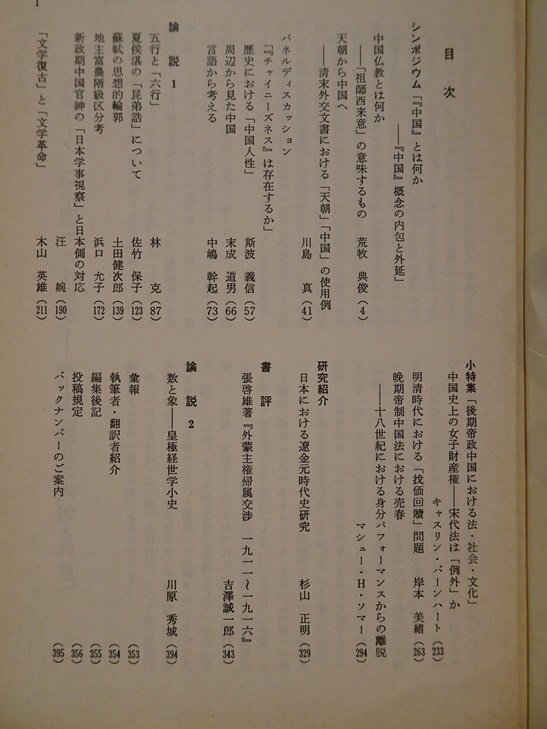 目次
シンポジウム「『中国』とは何か
――『中国』概念の内包と外延」
中国仏教とは何か
――「祖師西来意」の意味するもの 荒牧 典俊 (4)
天朝から中国へ
――清末外交文書における「天朝」「中国」の使用例
川島 真 (41)
パネルディスカッション
「『チャイニーズネス』は存在するか」
歴史における「中国人性」 斯波 義信 (57)
周辺から見た中国 末成 道男 (66)
言語から考える 中嶋 幹起 (73)
論説1
五行と「六行」 林 克 (87)
夏侯湛の「昆弟誥」について 佐竹 保子 (123)
蘇軾の思想的輪郭 土田健次郎 (139)
地主富農階級区分考 浜口 允子 (172)
新政期中国官紳の「日本学事視察」と日本側の対応
汪 婉 (190)
「文学復古」と「文学革命」 木山 英雄 (211)
1
小特集「後期帝政中国における法・社会・文化」
中国史上の女子財産権――宋代法は「例外」か
キャスリン・バーンハート (233)
明清時代における「找価回贖」問題 岸本 美緒 (263)
晩期帝制中国法における売春
――十八世紀における身分パフォーマンスからの離脱
マシュー・H・ソマー (294)
研究紹介
日本における遼金元時代史研究 杉山 正明 (329)
書評
張啓雄著『外蒙主権帰属交渉 一九一一~一九一六』
吉澤誠一郎 (343)
論説2
数と象――皇極経世学小史 川原 秀城 (394)
彙報 (353)
執筆者・翻訳者紹介 (354)
編集後記 (355)
投稿規定 (356)
バックナンバーのご案内 (395)